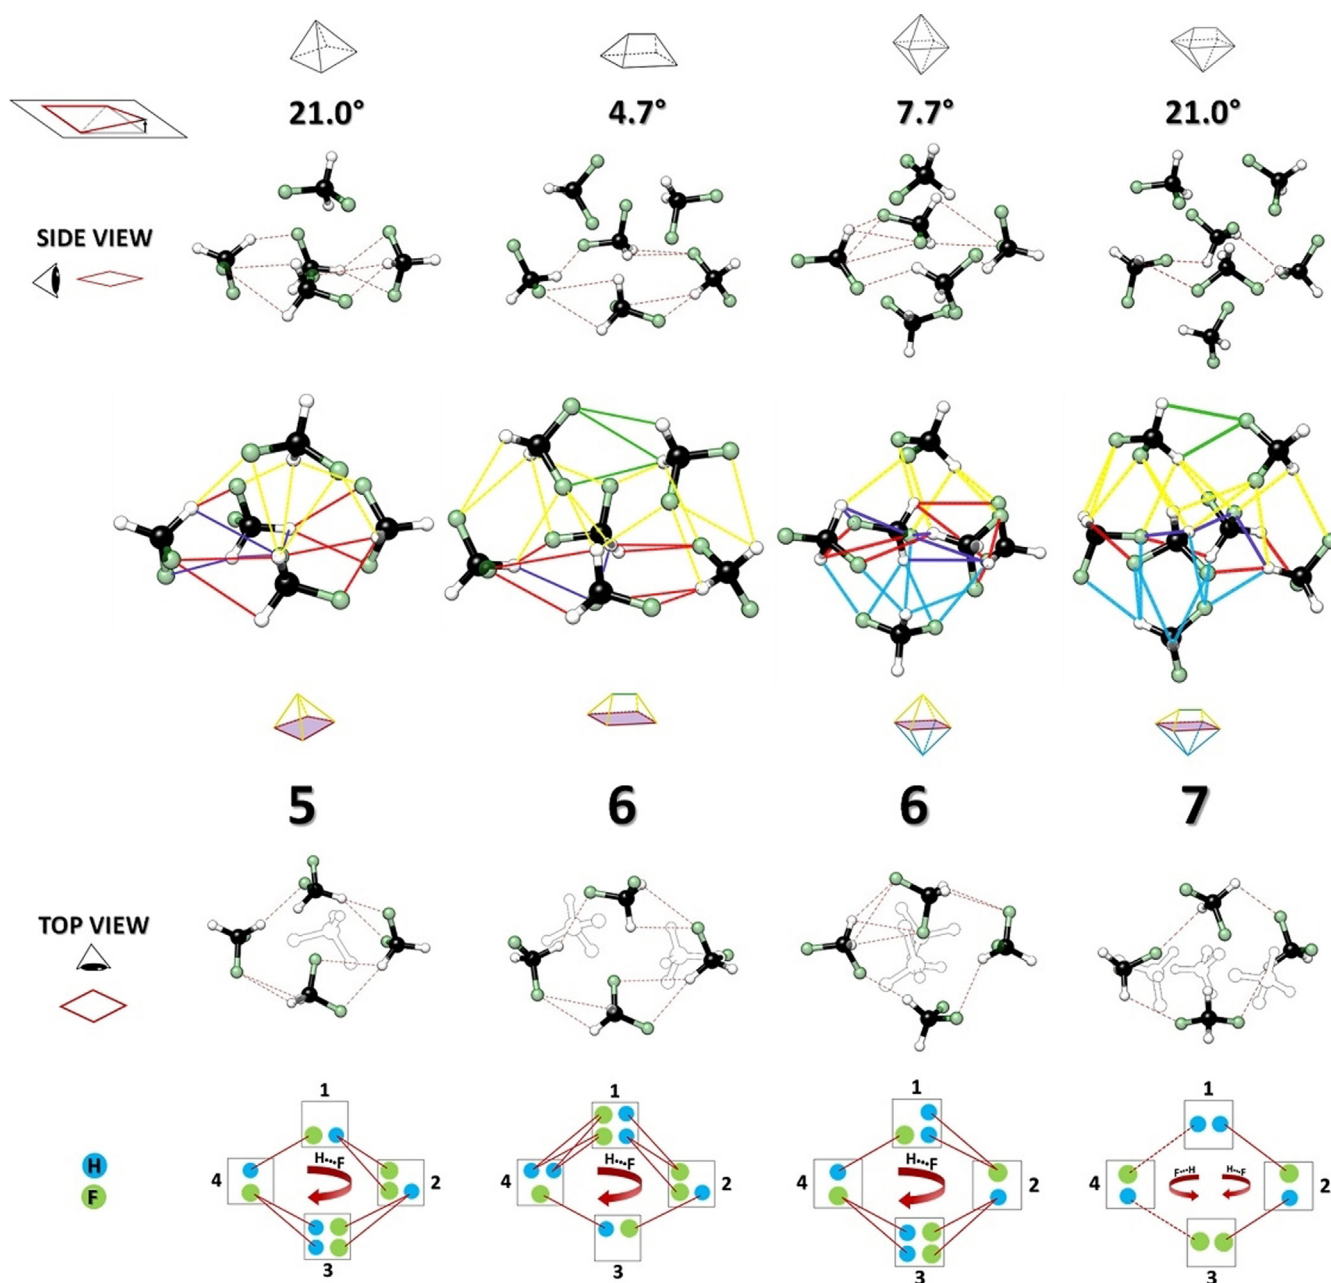 21.0° 4.7° 7.7° 21.0°
SIDE VIEW
5 6 6 7
TOP VIEW
1 1 1 1
H F
H···F H···F H···F F···H H···F
4 2 4 2 4 2 4 2
3 3 3 3